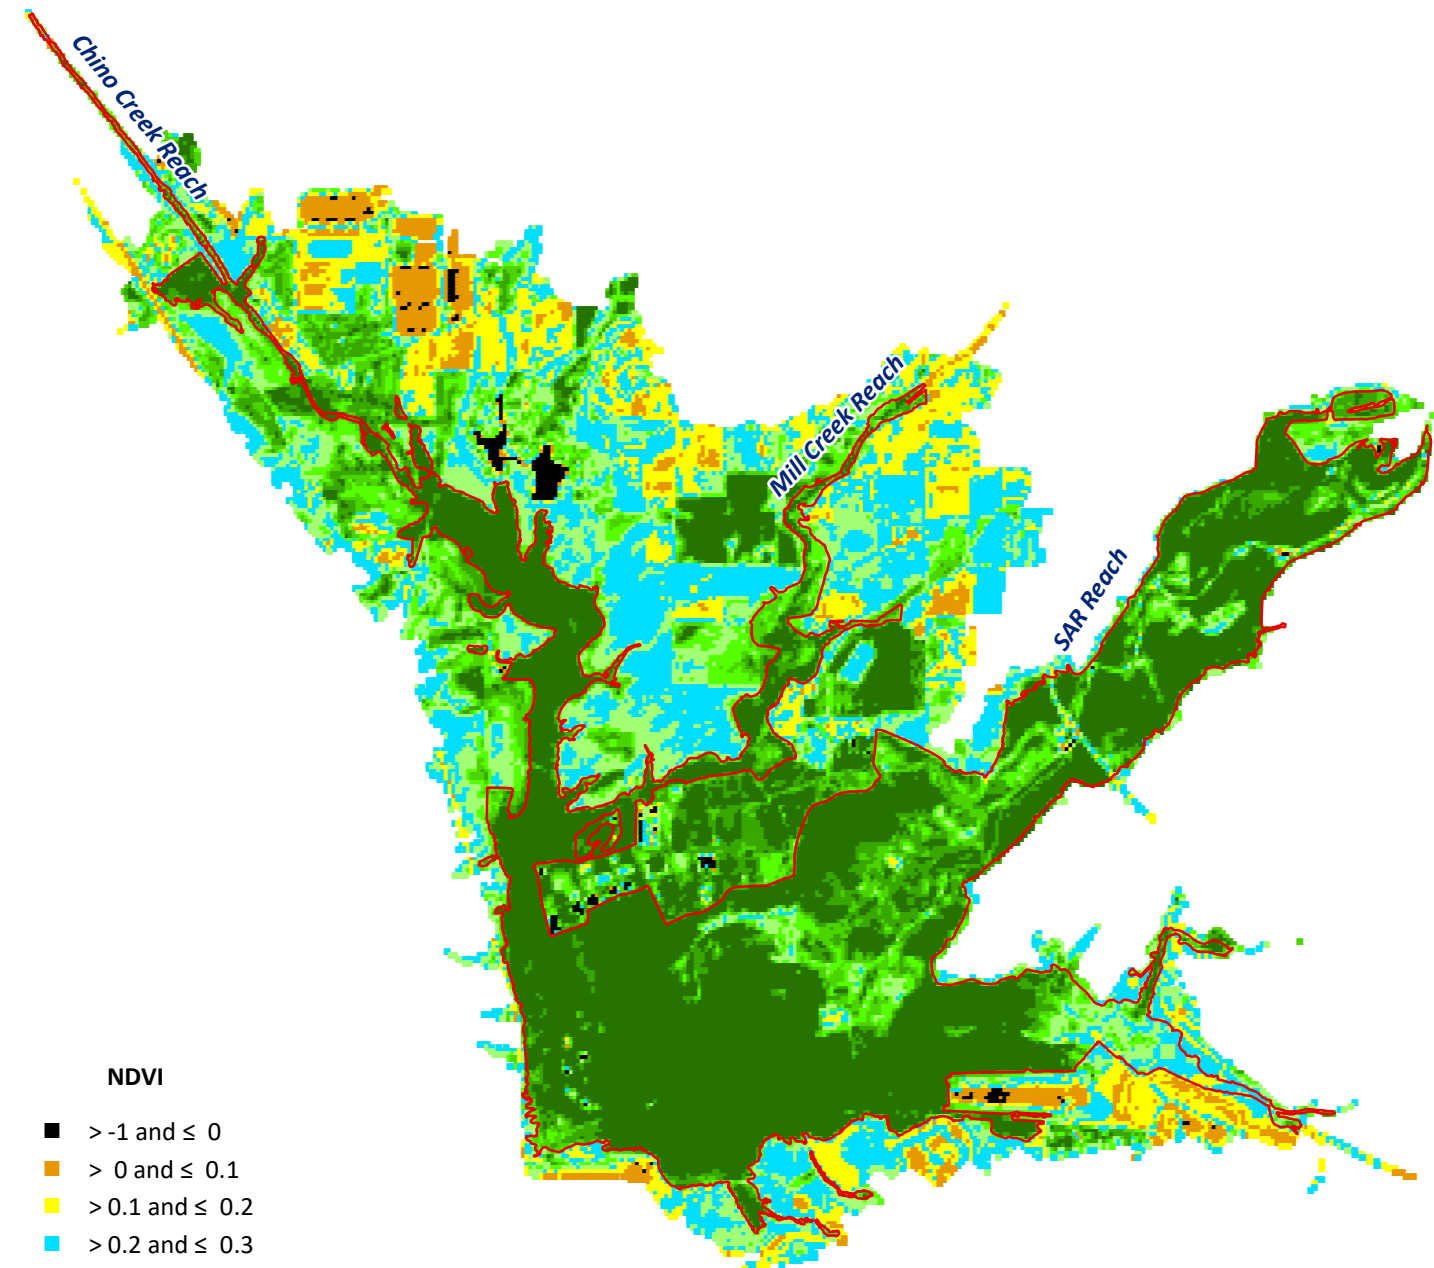 Chino Creek Reach
Mill Creek Reach
SAR Reach
NDVI
> -1 and ≤ 0
> 0 and ≤ 0.1
> 0.1 and ≤ 0.2
> 0.2 and ≤ 0.3